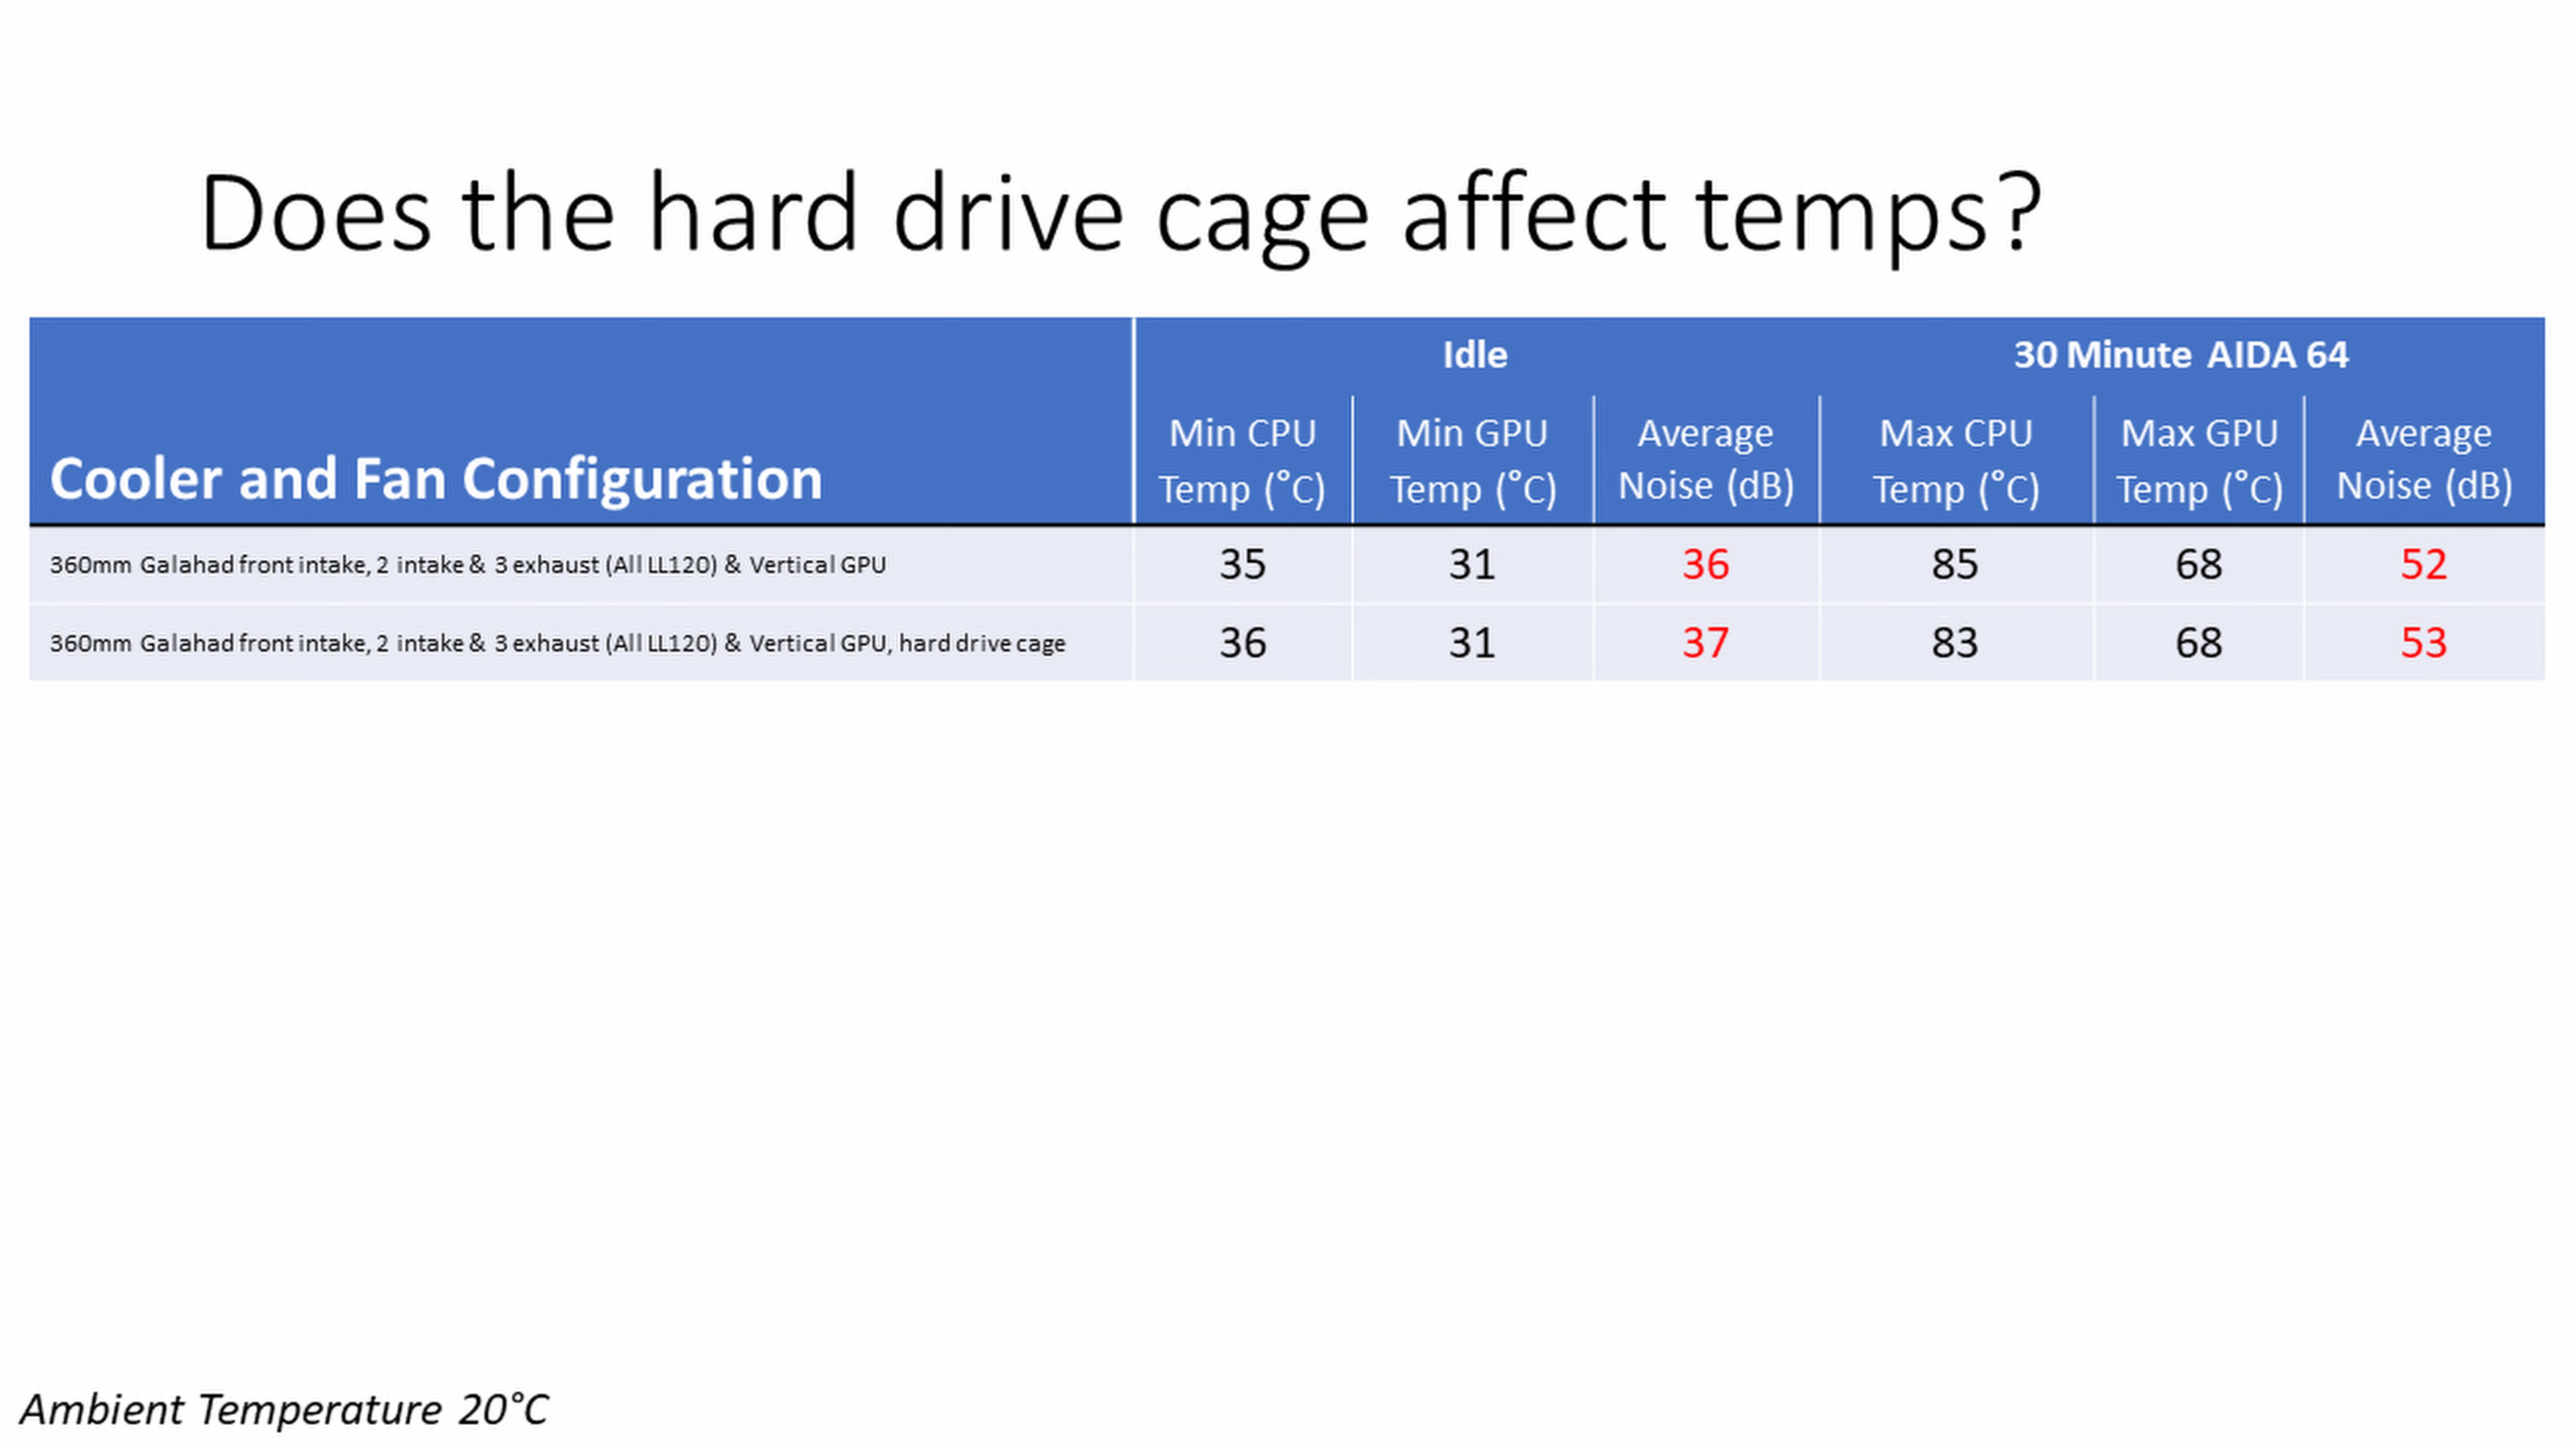 Does the hard drive cage affect temps?
Idle
30 Minute AIDA 64
Cooler and Fan Configuration
Min CPU
Temp (°C)
Min GPU
Temp (°C)
Average
Noise (dB)
Max CPU
Temp (°C)
Max GPU
Temp (°C)
Average
Noise (dB)
360mm Galahad front intake, 2 intake & 3 exhaust (All LL120) & Vertical GPU 35 31 36 85 68 52
360mm Galahad front intake, 2 intake & 3 exhaust (All LL120) & Vertical GPU, hard drive cage 36 31 37 83 68 53
Ambient Temperature 20°C